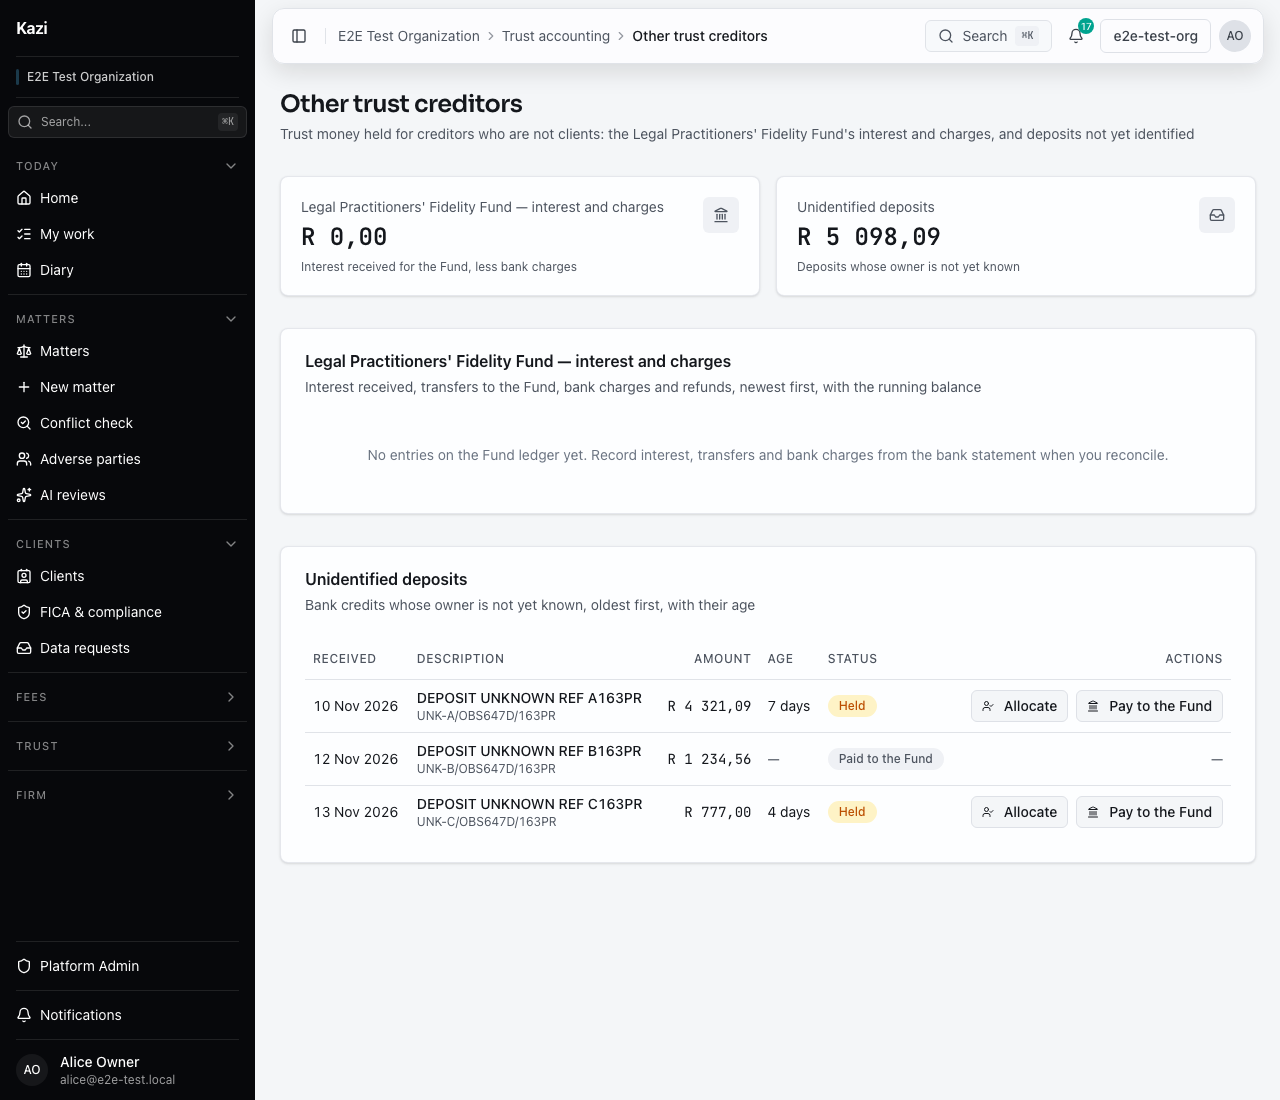 Kazi
E2E Test Organization
Search...
⌘K
TODAY
Home
My work
Diary
MATTERS
Matters
New matter
Conflict check
Adverse parties
AI reviews
CLIENTS
Clients
FICA & compliance
Data requests
FEES
TRUST
FIRM
Platform Admin
Notifications
AO
Alice Owner
alice@e2e-test.local
E2E Test Organization > Trust accounting > Other trust creditors
Search ⌘K
17
e2e-test-org
AO
Other trust creditors
Trust money held for creditors who are not clients: the Legal Practitioners' Fidelity Fund's interest and charges, and deposits not yet identified
Legal Practitioners' Fidelity Fund — interest and charges
R 0,00
Interest received for the Fund, less bank charges
Unidentified deposits
R 5 098,09
Deposits whose owner is not yet known
Legal Practitioners' Fidelity Fund — interest and charges
Interest received, transfers to the Fund, bank charges and refunds, newest first, with the running balance
No entries on the Fund ledger yet. Record interest, transfers and bank charges from the bank statement when you reconcile.
Unidentified deposits
Bank credits whose owner is not yet known, oldest first, with their age
RECEIVED DESCRIPTION AMOUNT AGE STATUS ACTIONS
10 Nov 2026 DEPOSIT UNKNOWN REF A163PR R 4 321,09 7 days Held Allocate Pay to the Fund
UNK-A/OBS647D/163PR
12 Nov 2026 DEPOSIT UNKNOWN REF B163PR R 1 234,56 — Paid to the Fund —
UNK-B/OBS647D/163PR
13 Nov 2026 DEPOSIT UNKNOWN REF C163PR R 777,00 4 days Held Allocate Pay to the Fund
UNK-C/OBS647D/163PR